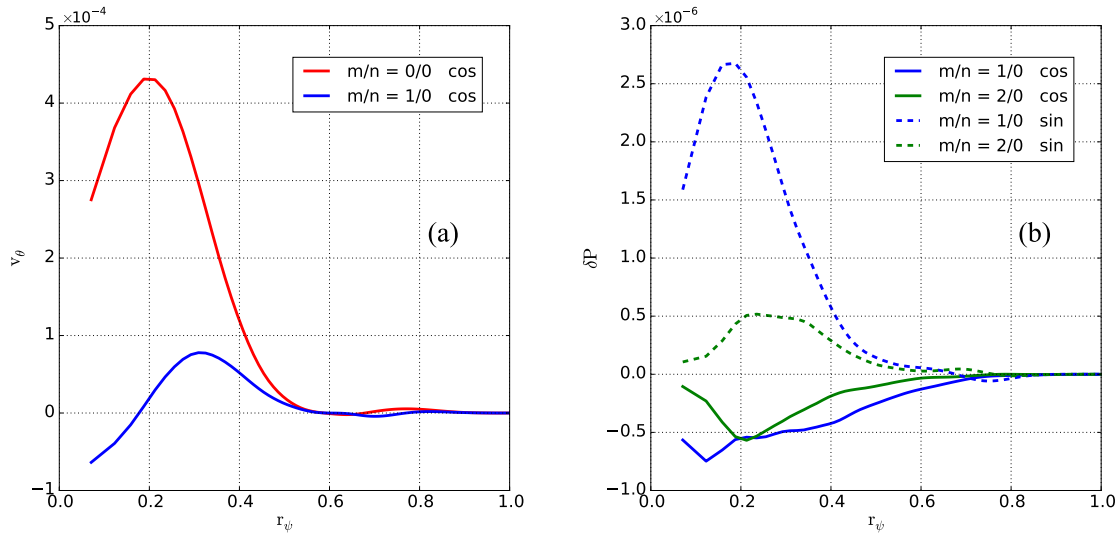 ×10⁻⁴
5
4
3
2
1
0
−1
0.0 0.2 0.4 0.6 0.8 1.0
v_θ
r_ψ
m/n = 0/0 cos
m/n = 1/0 cos
(a)
×10⁻⁶
3.0
2.5
2.0
1.5
1.0
0.5
0.0
−0.5
−1.0
0.0 0.2 0.4 0.6 0.8 1.0
δP
r_ψ
m/n = 1/0 cos
m/n = 2/0 cos
m/n = 1/0 sin
m/n = 2/0 sin
(b)